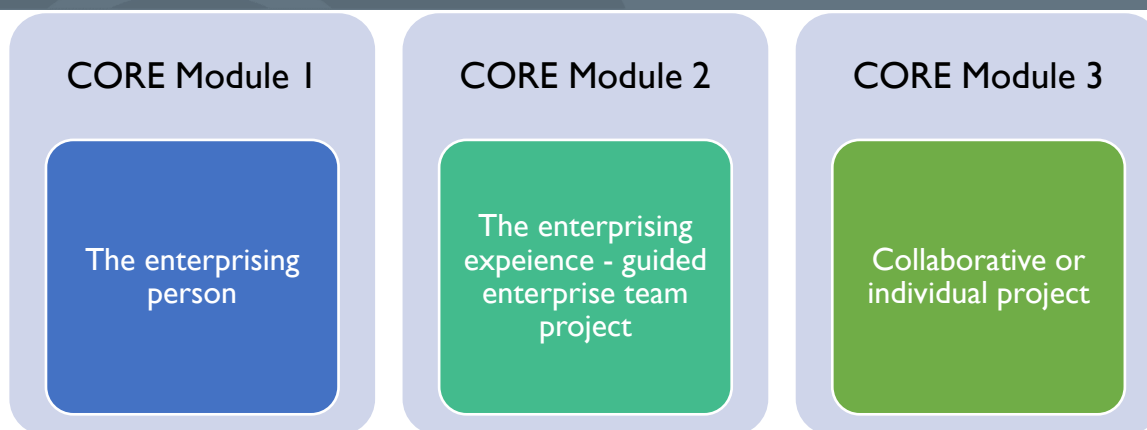 CORE Module 1
The enterprising
person
CORE Module 2
The enterprising
expeience - guided
enterprise team
project
CORE Module 3
Collaborative or
individual project